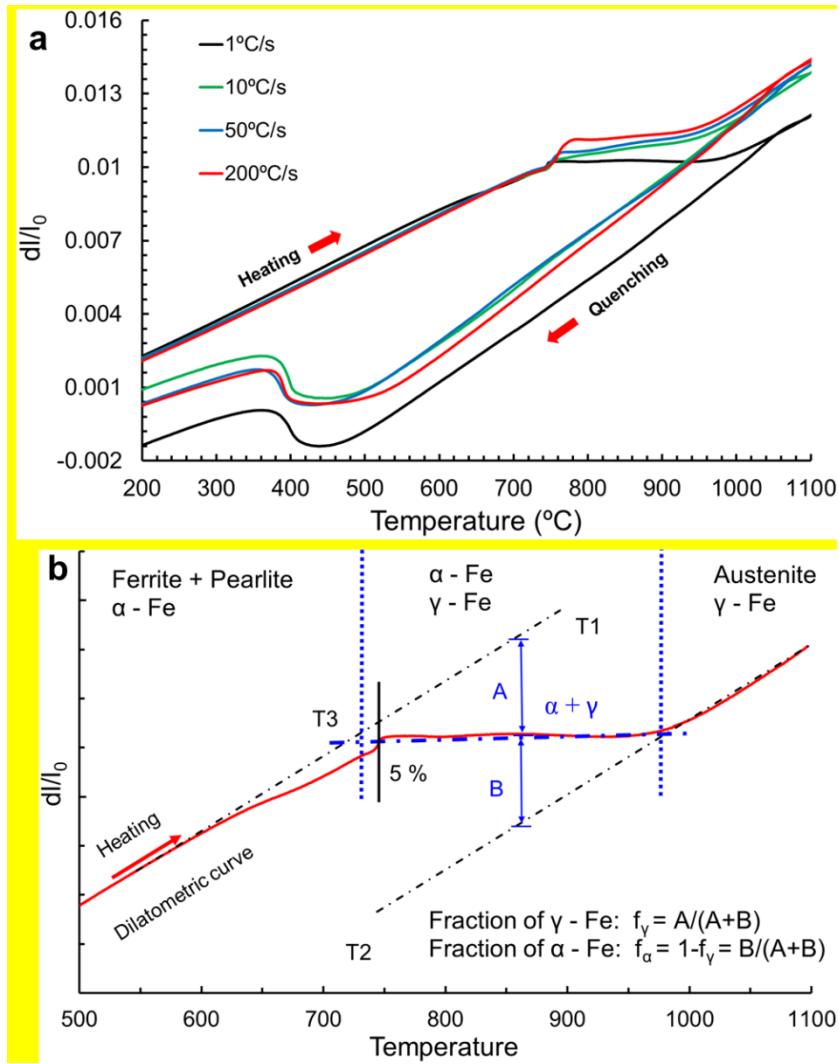 a
0.016
0.013
0.01
0.007
0.004
0.001
-0.002
dl/l₀
1ºC/s
10ºC/s
50ºC/s
200ºC/s
Heating
Quenching
200 300 400 500 600 700 800 900 1000 1100
Temperature (ºC)
b
Ferrite + Pearlite
α - Fe
α - Fe
γ - Fe
Austenite
γ - Fe
T1
A
α + γ
T3
5 %
B
dl/l₀
Heating
Dilatometric curve
T2
Fraction of γ - Fe: fᵧ = A/(A+B)
Fraction of α - Fe: fα = 1-fᵧ = B/(A+B)
500 600 700 800 900 1000 1100
Temperature